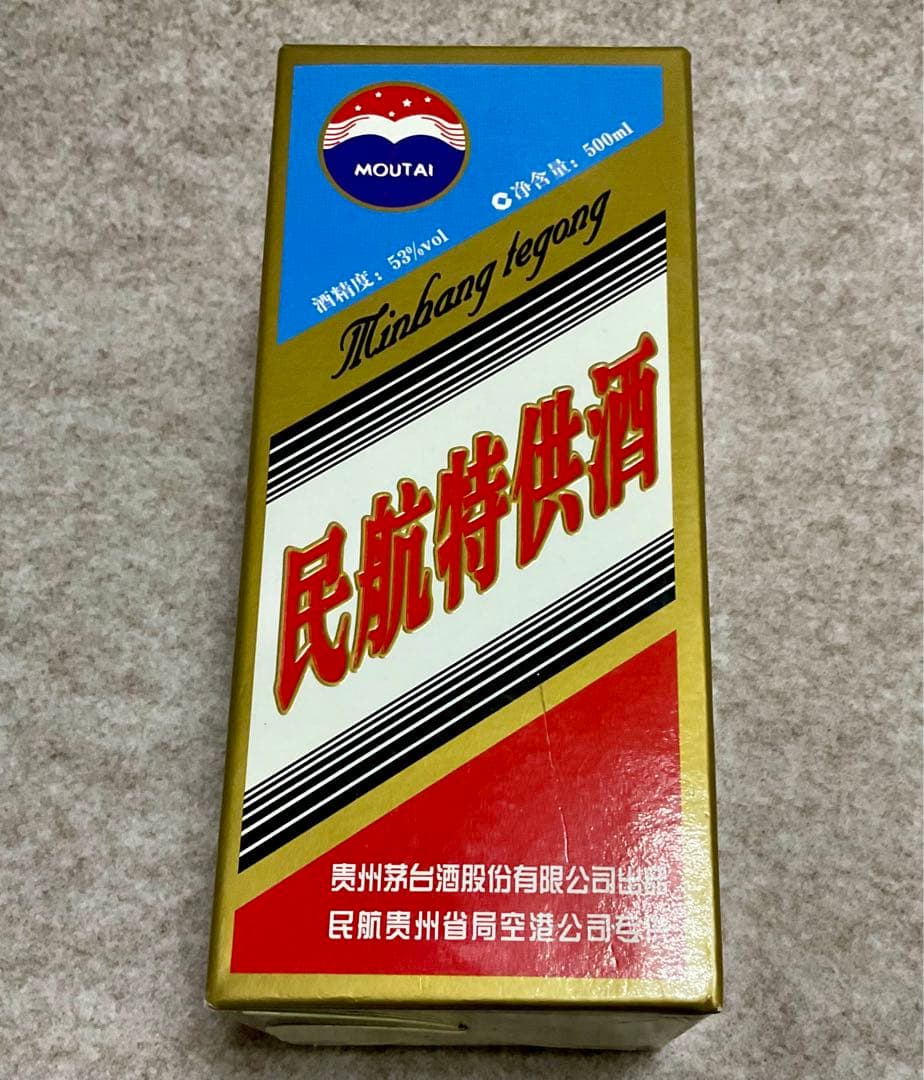 MOUTAI
酒精度：53%vol
净含量：500ml
Minhang tegong
民航特供酒
贵州茅台酒股份有限公司出品
民航贵州省局空港公司专供